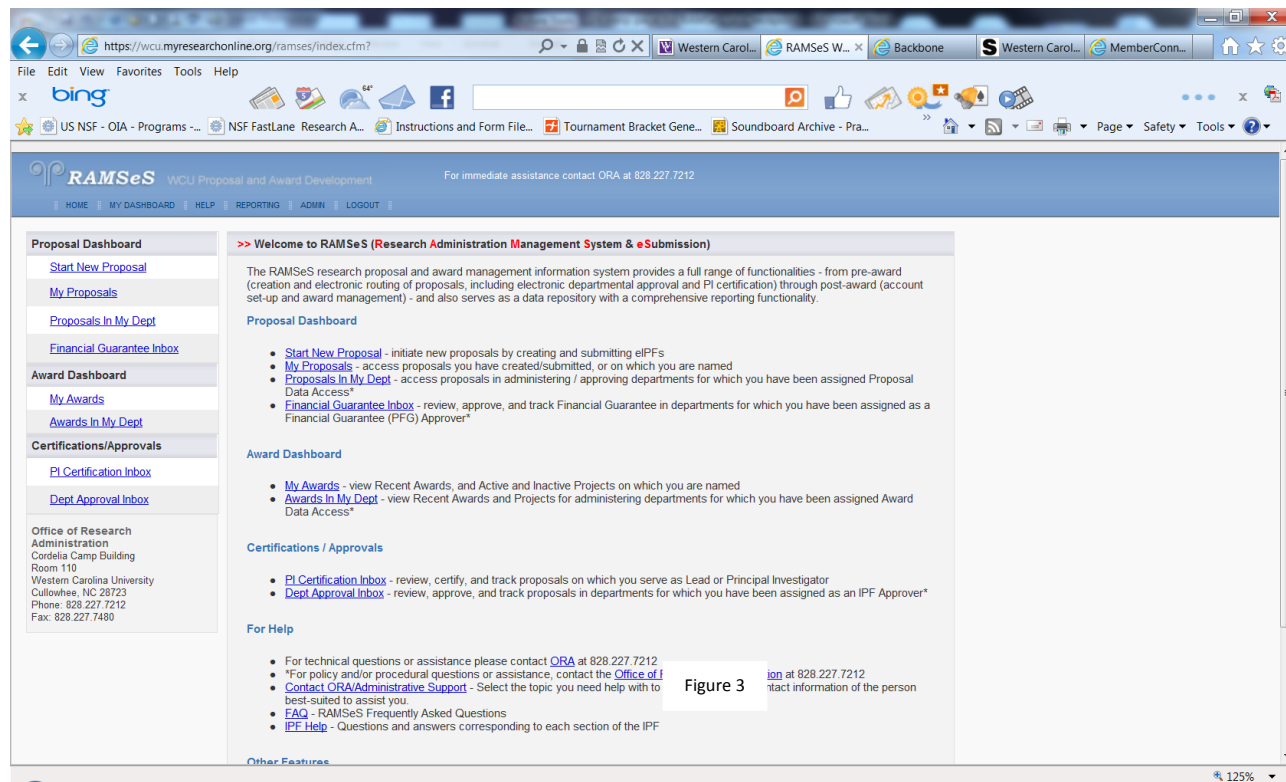 https://wcu.myresearchonline.org/ramses/index.cfm?
Western Carol...
RAMSeS W...
Backbone
Western Carol...
MemberConn...
File Edit View Favorites Tools Help
x bing
64°
x
US NSF - OIA - Programs -...
NSF FastLane Research A...
Instructions and Form File...
Tournament Bracket Gene...
Soundboard Archive - Pra...
»
Page Safety Tools
RAMSeS WCU Proposal and Award Development
For immediate assistance contact ORA at 828.227.7212
HOME MY DASHBOARD HELP REPORTING ADMIN LOGOUT
Proposal Dashboard
Start New Proposal
My Proposals
Proposals In My Dept
Financial Guarantee Inbox
Award Dashboard
My Awards
Awards In My Dept
Certifications/Approvals
PI Certification Inbox
Dept Approval Inbox
Office of Research
Administration
Cordelia Camp Building
Room 110
Western Carolina University
Cullowhee, NC 28723
Phone: 828.227.7212
Fax: 828.227.7480
>> Welcome to RAMSeS (Research Administration Management System & eSubmission)
The RAMSeS research proposal and award management information system provides a full range of functionalities - from pre-award
(creation and electronic routing of proposals, including electronic departmental approval and PI certification) through post-award (account
set-up and award management) - and also serves as a data repository with a comprehensive reporting functionality.
Proposal Dashboard
• Start New Proposal - initiate new proposals by creating and submitting eIPFs
• My Proposals - access proposals you have created/submitted, or on which you are named
• Proposals In My Dept - access proposals in administering / approving departments for which you have been assigned Proposal
Data Access*
• Financial Guarantee Inbox - review, approve, and track Financial Guarantee in departments for which you have been assigned as a
Financial Guarantee (PFG) Approver*
Award Dashboard
• My Awards - view Recent Awards, and Active and Inactive Projects on which you are named
• Awards In My Dept - view Recent Awards and Projects for administering departments for which you have been assigned Award
Data Access*
Certifications / Approvals
• PI Certification Inbox - review, certify, and track proposals on which you serve as Lead or Principal Investigator
• Dept Approval Inbox - review, approve, and track proposals in departments for which you have been assigned as an IPF Approver*
For Help
• For technical questions or assistance please contact ORA at 828.227.7212
• *For policy and/or procedural questions or assistance, contact the Office of at 828.227.7212
• Contact ORA/Administrative Support - Select the topic you need help with to information of the person
best-suited to assist you.
• FAQ - RAMSeS Frequently Asked Questions
• IPF Help - Questions and answers corresponding to each section of the IPF
Figure 3
Other Features
125%